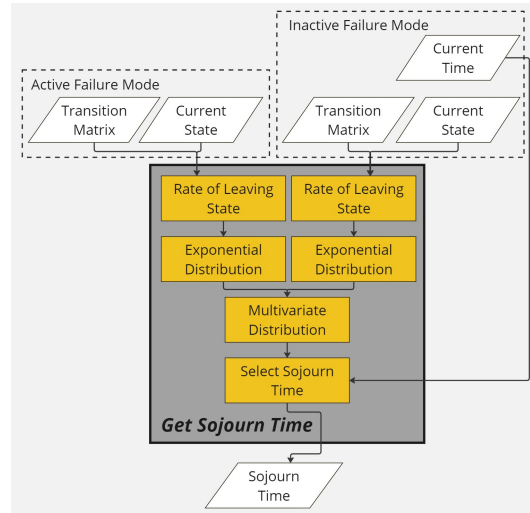 Inactive Failure Mode
Current
Time
Active Failure Mode
Transition
Matrix
Current
State
Transition
Matrix
Current
State
Rate of Leaving
State
Rate of Leaving
State
Exponential
Distribution
Exponential
Distribution
Multivariate
Distribution
Select Sojourn
Time
Get Sojourn Time
Sojourn
Time